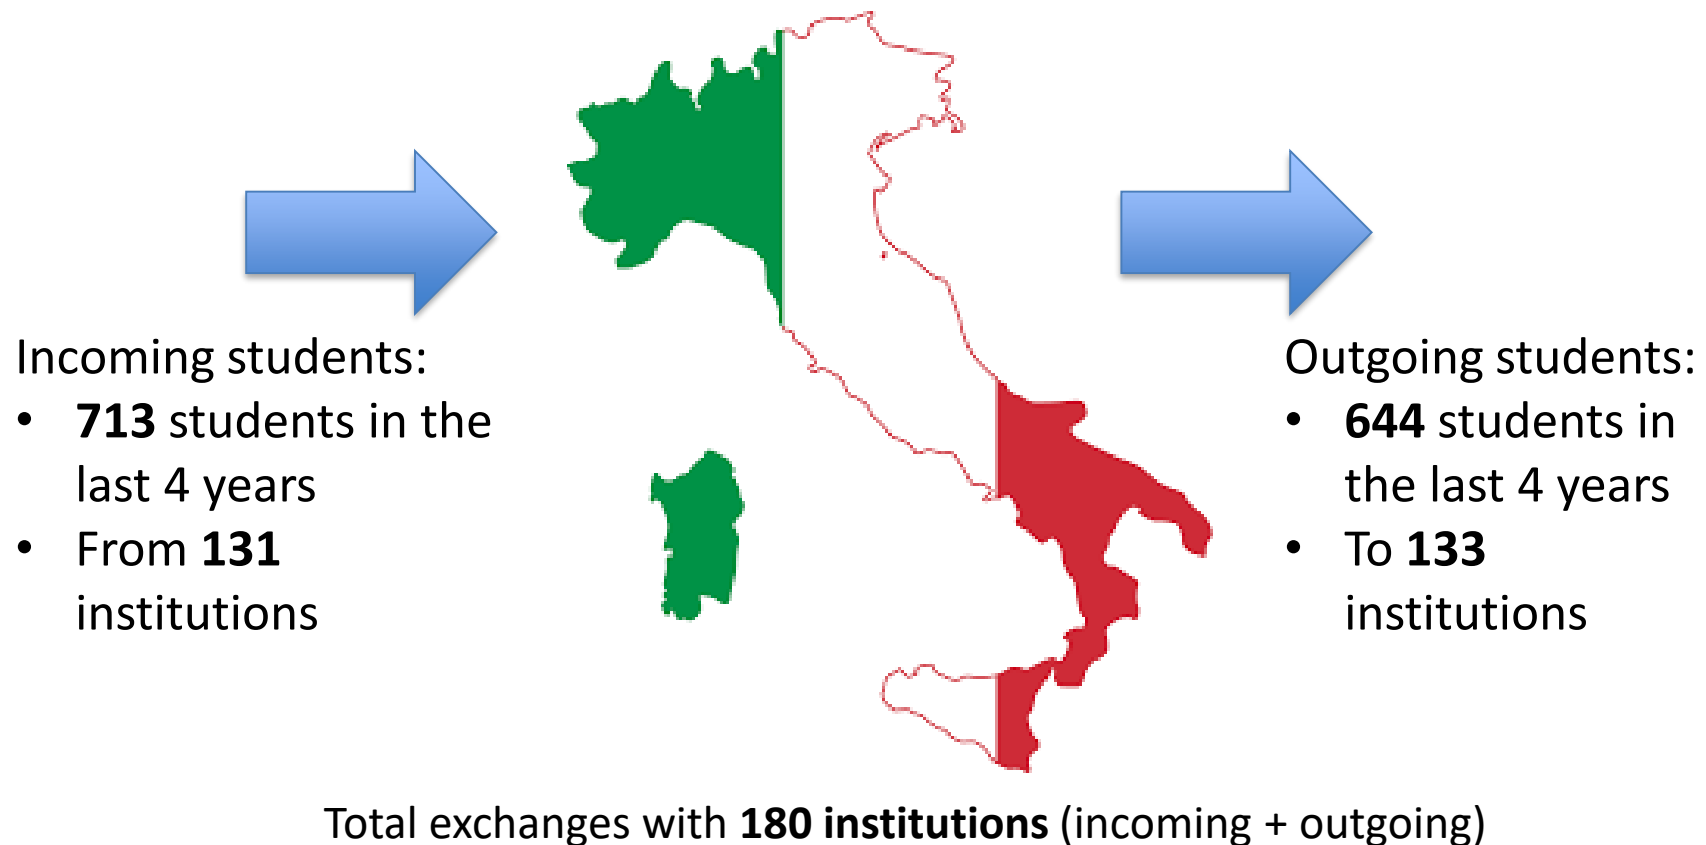 Incoming students:
• 713 students in the
last 4 years
• From 131
institutions
Outgoing students:
• 644 students in
the last 4 years
• To 133
institutions
Total exchanges with 180 institutions (incoming + outgoing)